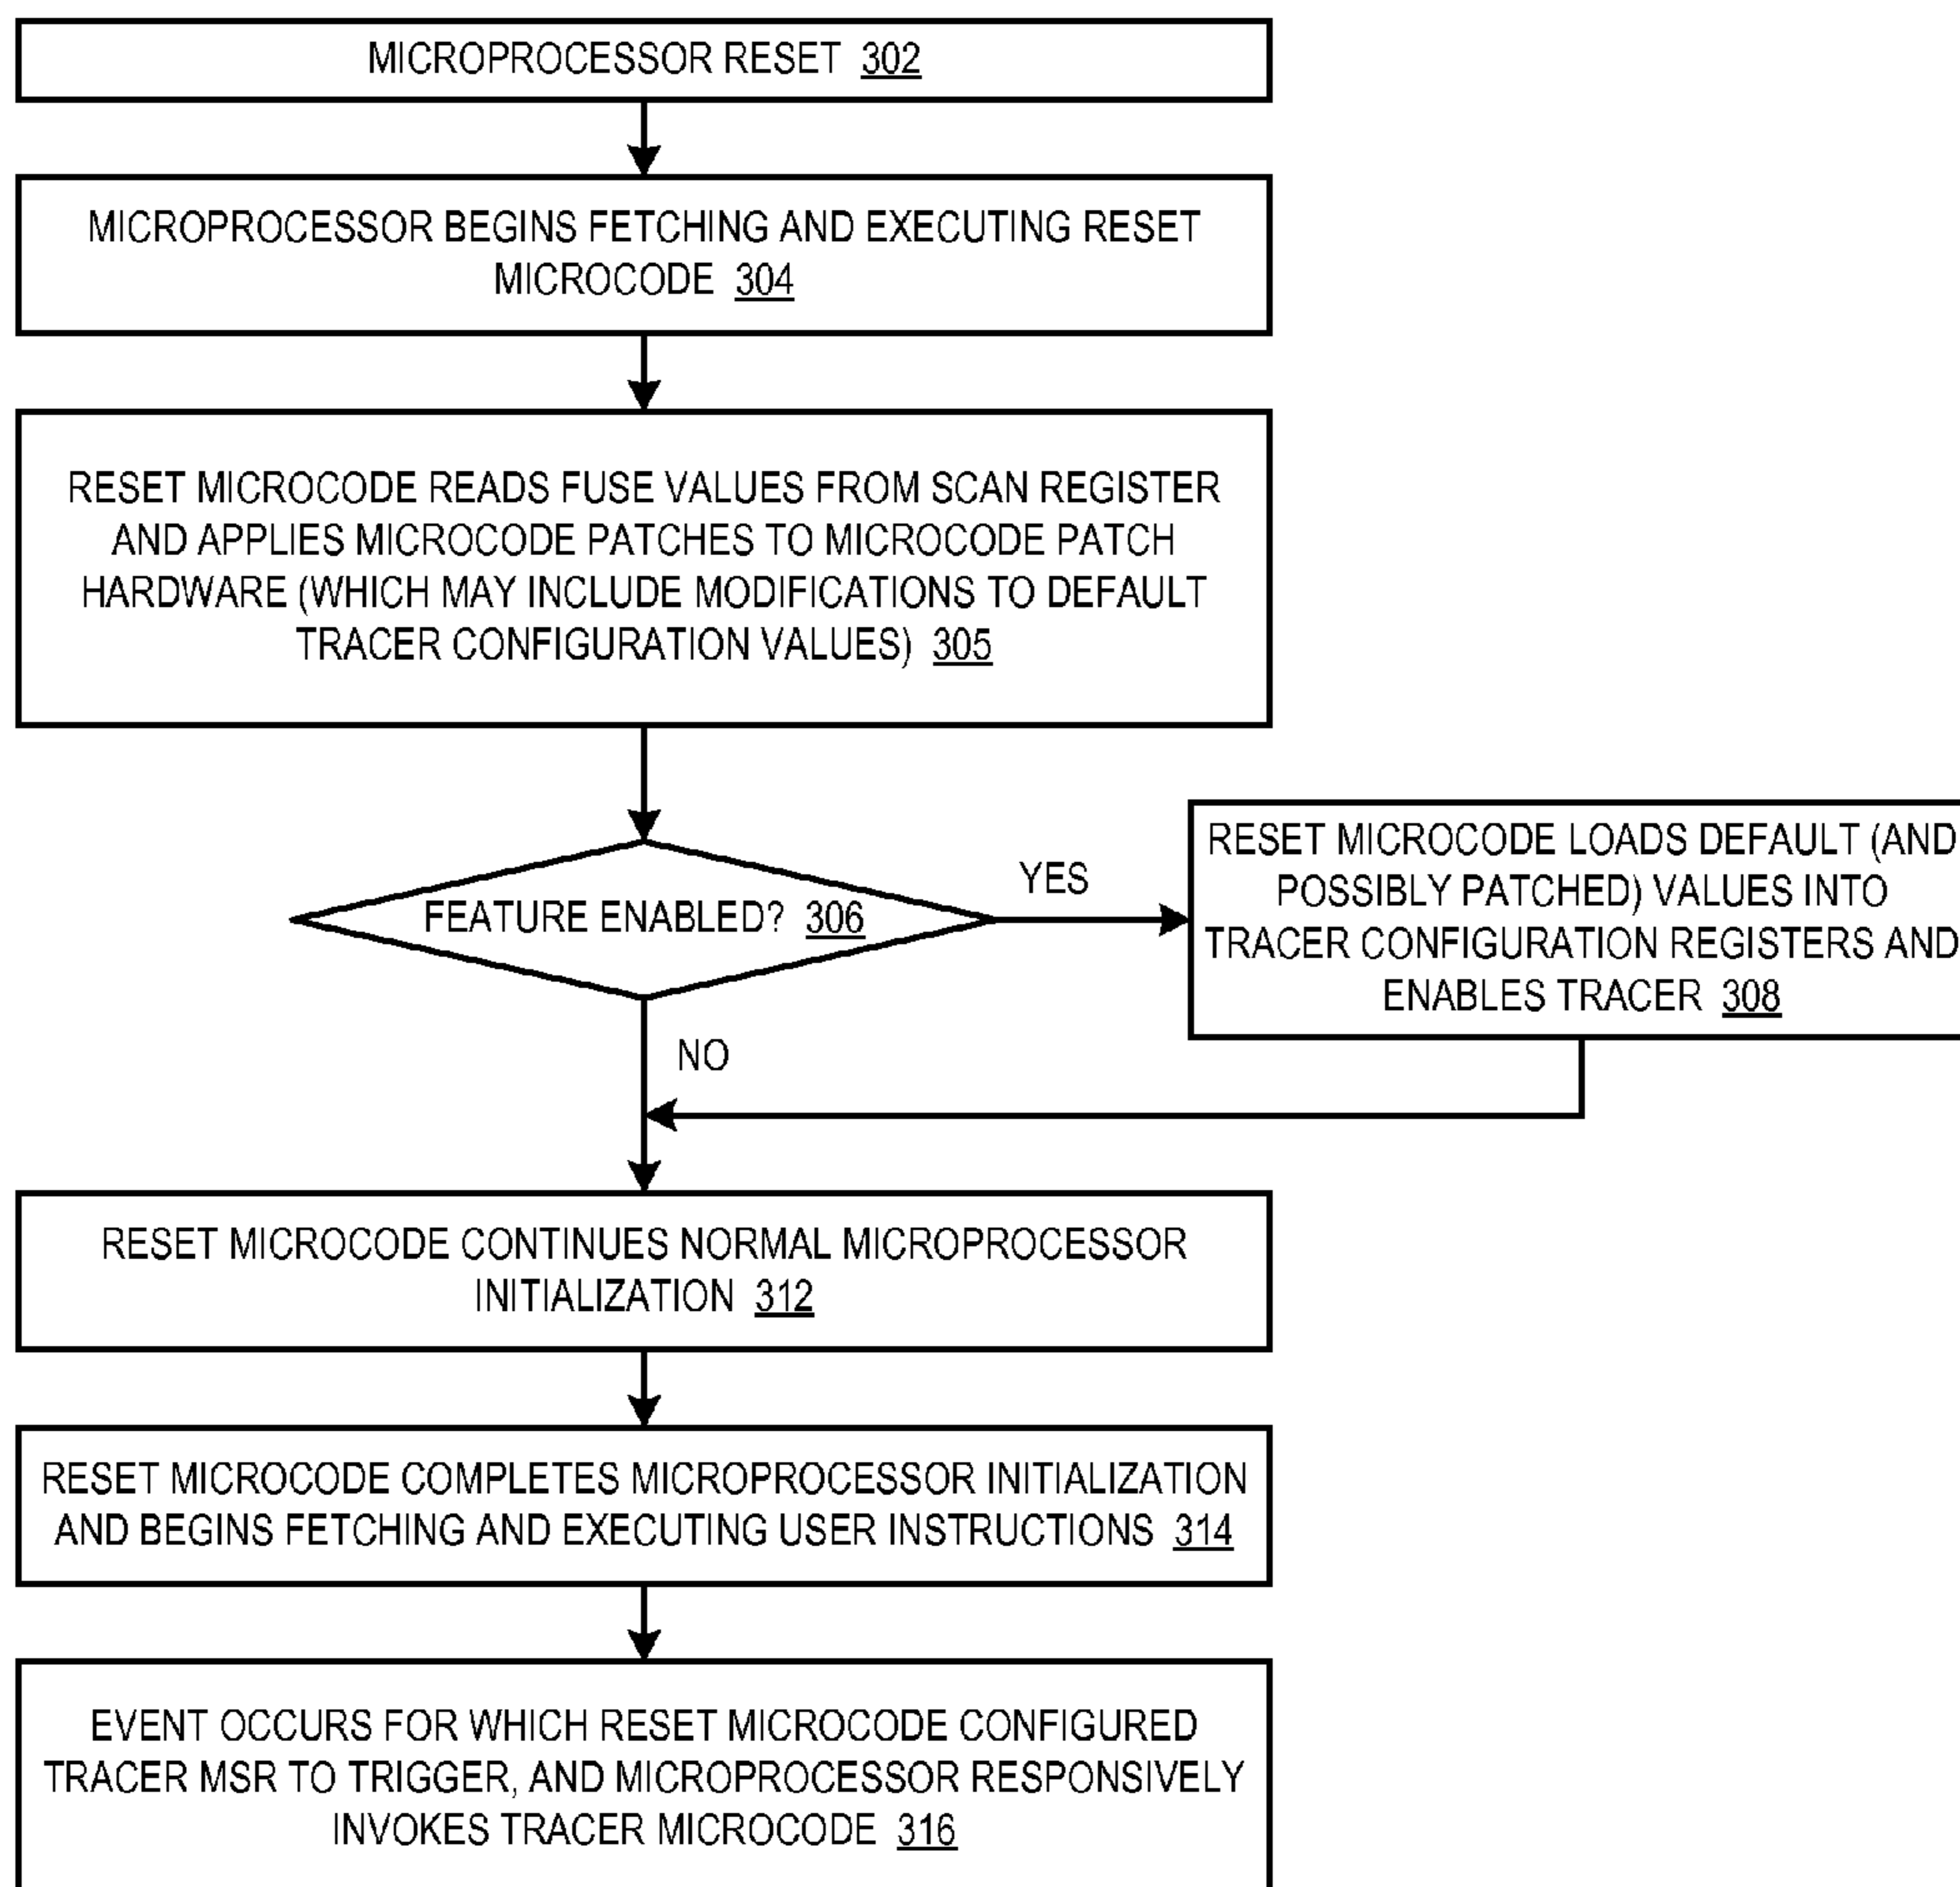 MICROPROCESSOR RESET 302
MICROPROCESSOR BEGINS FETCHING AND EXECUTING RESET
MICROCODE 304
RESET MICROCODE READS FUSE VALUES FROM SCAN REGISTER
AND APPLIES MICROCODE PATCHES TO MICROCODE PATCH
HARDWARE (WHICH MAY INCLUDE MODIFICATIONS TO DEFAULT
TRACER CONFIGURATION VALUES) 305
FEATURE ENABLED? 306
YES
RESET MICROCODE LOADS DEFAULT (AND
POSSIBLY PATCHED) VALUES INTO
TRACER CONFIGURATION REGISTERS AND
ENABLES TRACER 308
NO
RESET MICROCODE CONTINUES NORMAL MICROPROCESSOR
INITIALIZATION 312
RESET MICROCODE COMPLETES MICROPROCESSOR INITIALIZATION
AND BEGINS FETCHING AND EXECUTING USER INSTRUCTIONS 314
EVENT OCCURS FOR WHICH RESET MICROCODE CONFIGURED
TRACER MSR TO TRIGGER, AND MICROPROCESSOR RESPONSIVELY
INVOKES TRACER MICROCODE 316